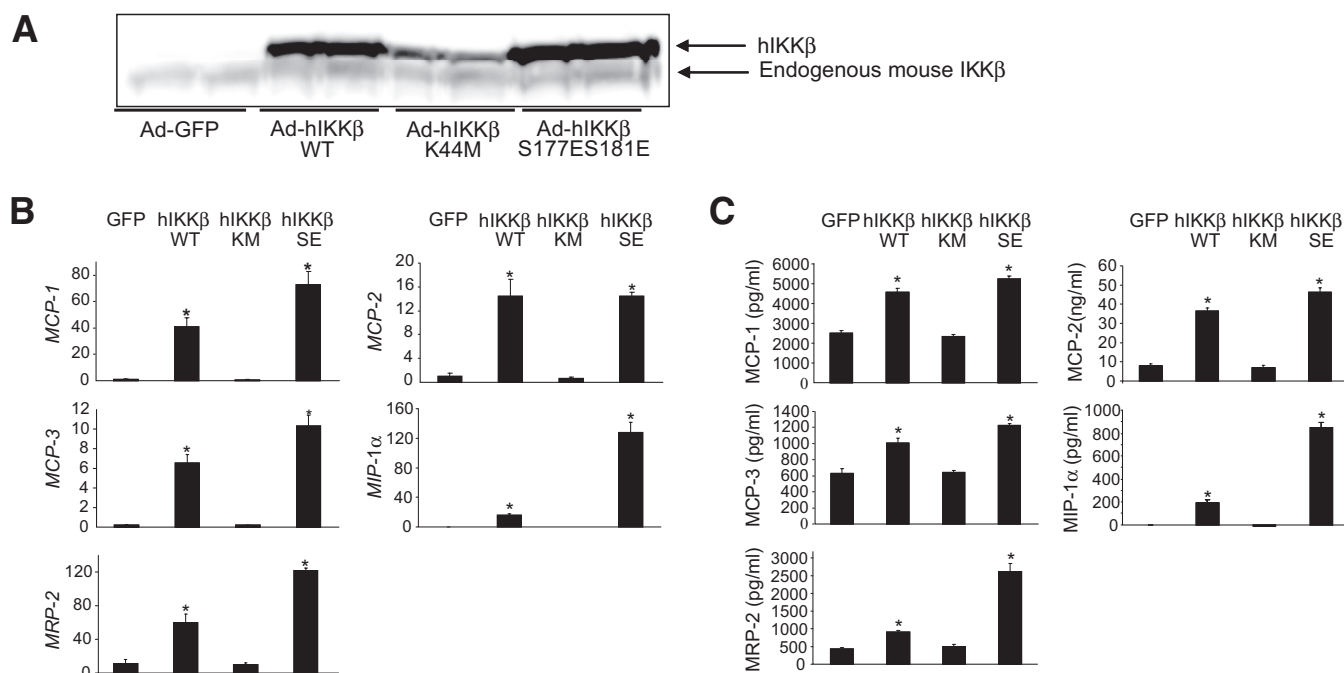 A
hIKKβ
Endogenous mouse IKKβ
Ad-GFP
Ad-hIKKβ
WT
Ad-hIKKβ
K44M
Ad-hIKKβ
S177ES181E
B
GFP hIKKβ hIKKβ hIKKβ
WT KM SE
MCP-1
80
60
40
20
0
* *
GFP hIKKβ hIKKβ hIKKβ
WT KM SE
MCP-2
20
16
12
8
4
0
* *
MCP-3
12
10
8
6
4
2
0
* *
MIP-1α
160
120
80
40
0
* *
MRP-2
120
80
40
0
* *
C
GFP hIKKβ hIKKβ hIKKβ
WT KM SE
MCP-1 (pg/ml)
6000
5000
4000
3000
2000
1000
0
* *
GFP hIKKβ hIKKβ hIKKβ
WT KM SE
MCP-2(ng/ml)
60
50
40
30
20
10
0
* *
MCP-3 (pg/ml)
1400
1200
1000
800
600
400
200
0
* *
MIP-1α (pg/ml)
1000
800
600
400
200
0
* *
MRP-2 (pg/ml)
3000
2500
2000
1500
1000
500
0
* *